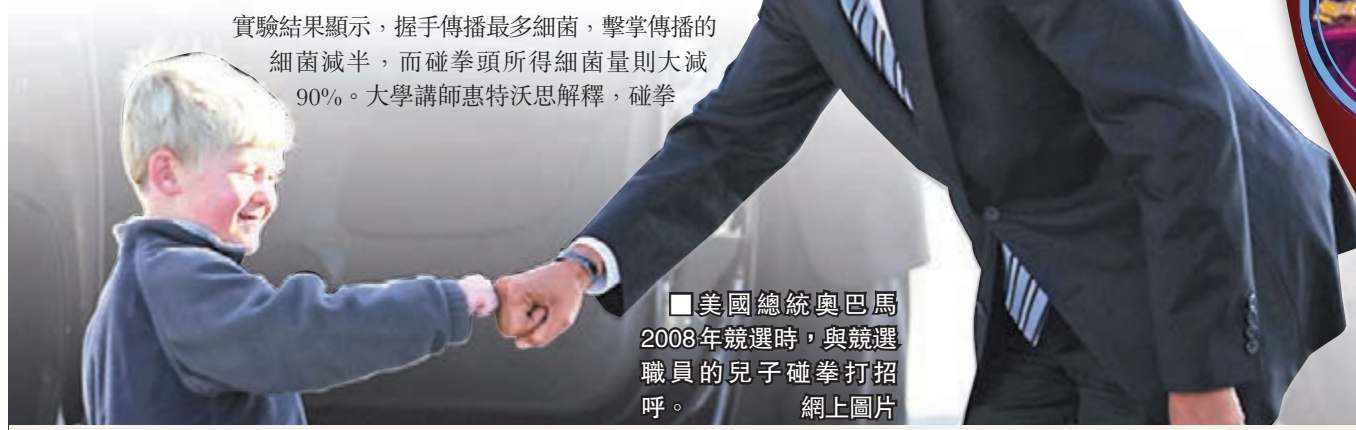 實驗結果顯示，握手傳播最多細菌，擊掌傳播的
細菌減半，而碰拳頭所得細菌量則大減
90%。大學講師惠特沃思解釋，碰拳
■美國總統奧巴馬
2008年競選時，與競選
職員的兒子碰拳打招
呼。 網上圖片